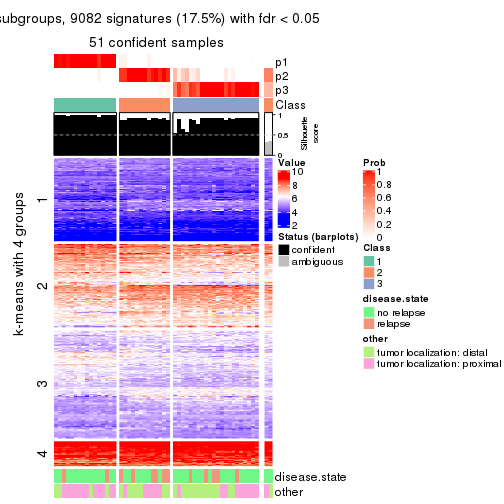 subgroups, 9082 signatures (17.5%) with fdr < 0.05
51 confident samples
p1
p2
p3
Class
1
0.5
0
Silhouette
score
k-means with 4 groups
1
2
3
4
disease.state
other
Value
10
8
6
4
2
Status (barplots)
confident
ambiguous
Prob
1
0.8
0.6
0.4
0.2
0
Class
1
2
3
disease.state
no relapse
relapse
other
tumor localization: distal
tumor localization: proximal